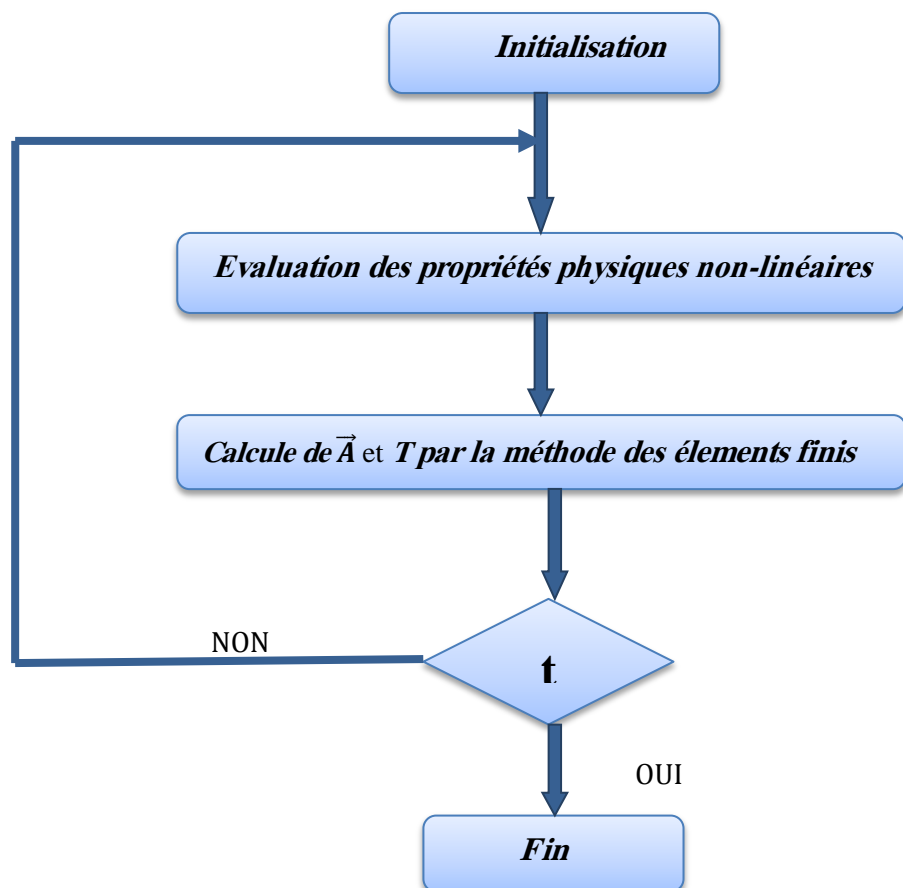 Initialisation
Evaluation des propriétés physiques non-linéaires
Calcule de \vec{A} et T par la méthode des élements finis
NON
t
OUI
Fin